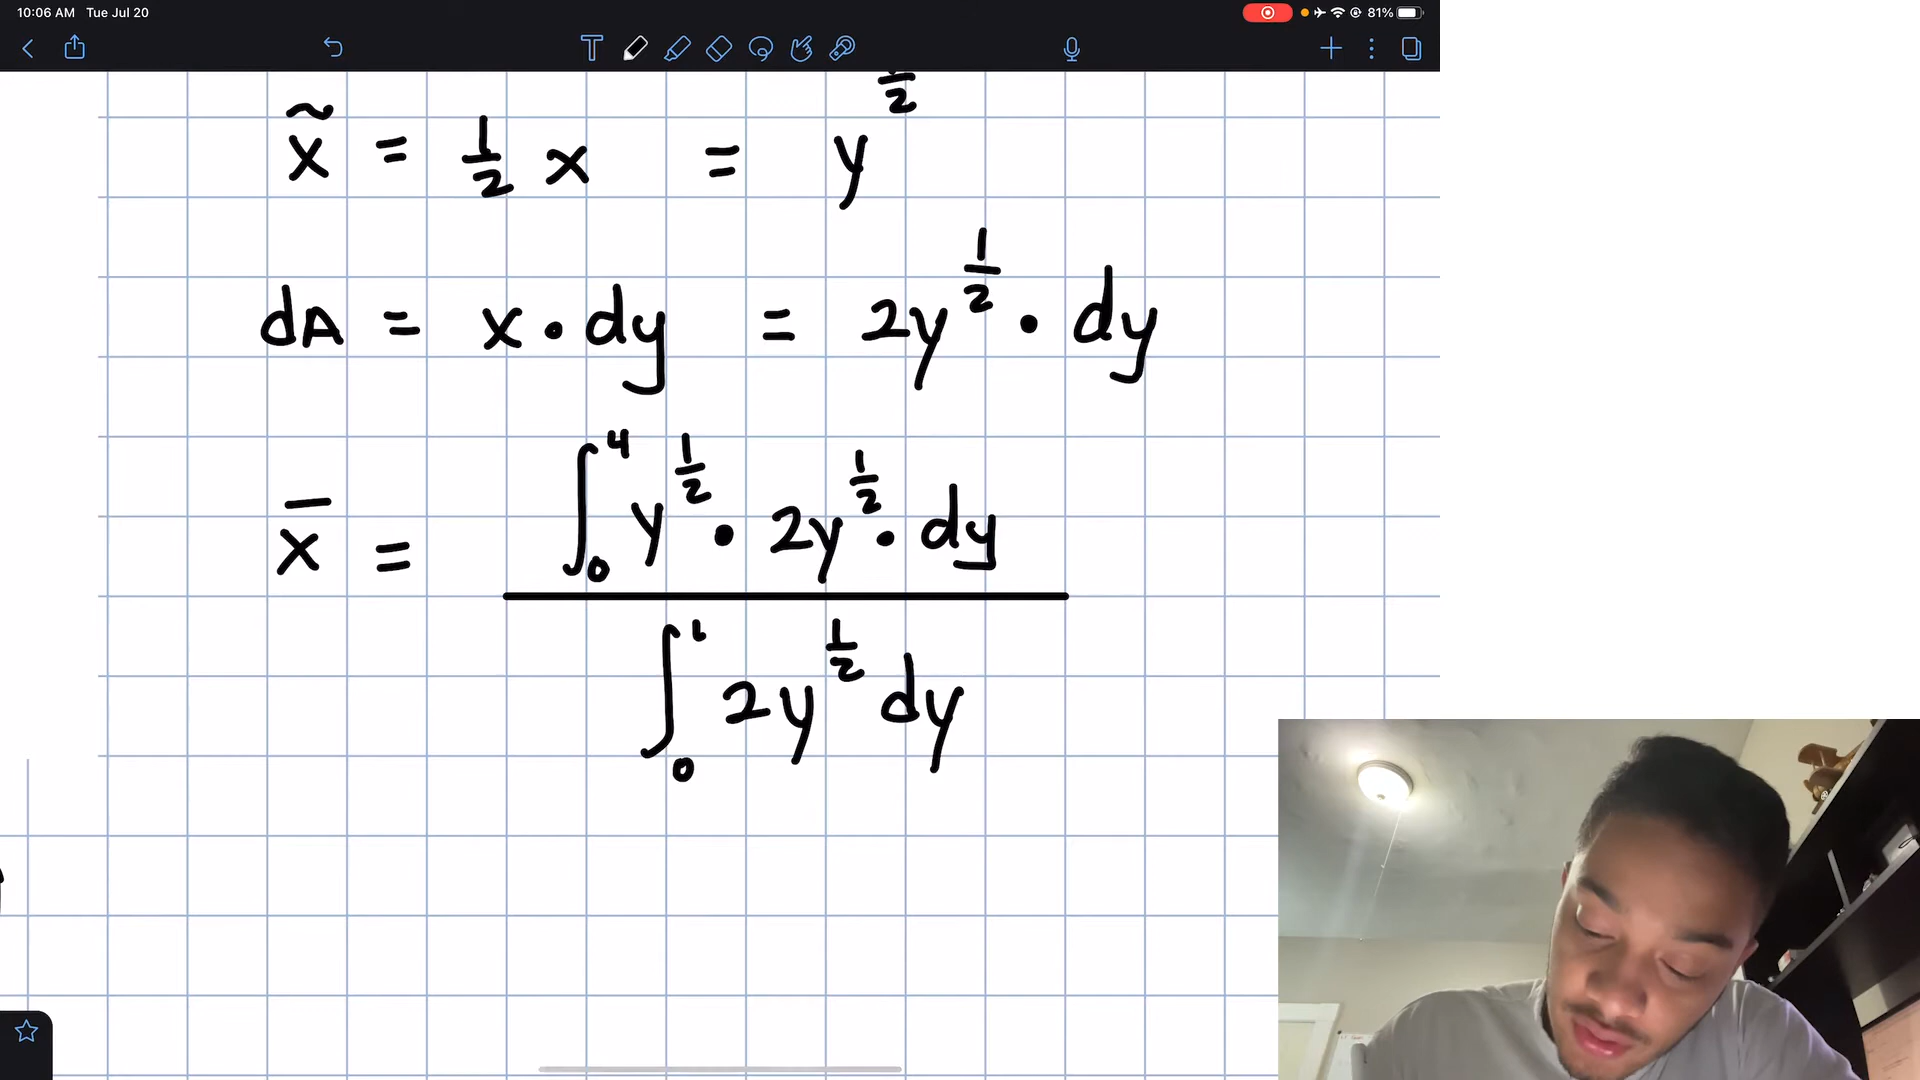 10:06 AM Tue Jul 20 81%
T
x̃ = 1/2 x = y^(1/2)
dA = x · dy = 2y^(1/2) · dy
x̄ = ∫₀⁴ y^(1/2) · 2y^(1/2) · dy
∫₀ 2y^(1/2) dy